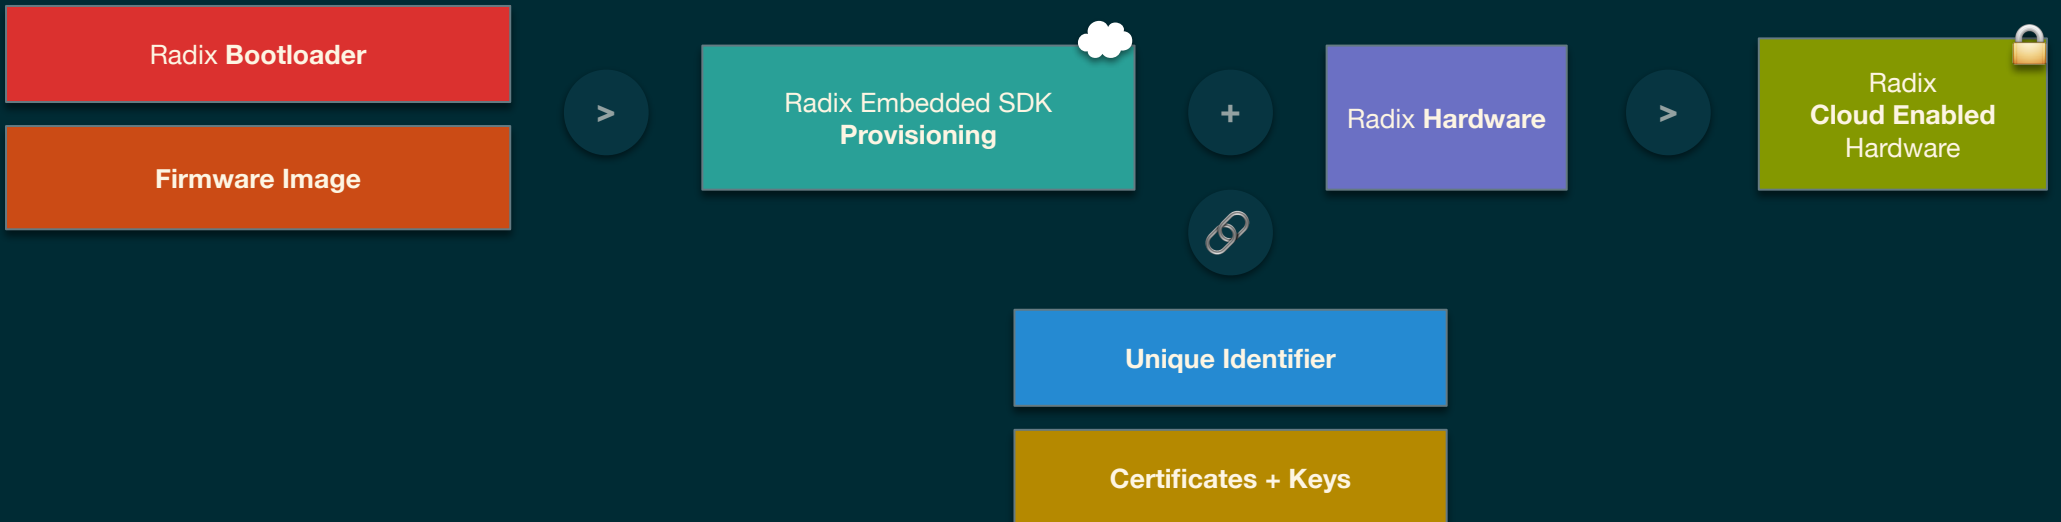 Radix Bootloader
Firmware Image
>
Radix Embedded SDK
Provisioning
+
Radix Hardware
>
Radix
Cloud Enabled
Hardware
Unique Identifier
Certificates + Keys